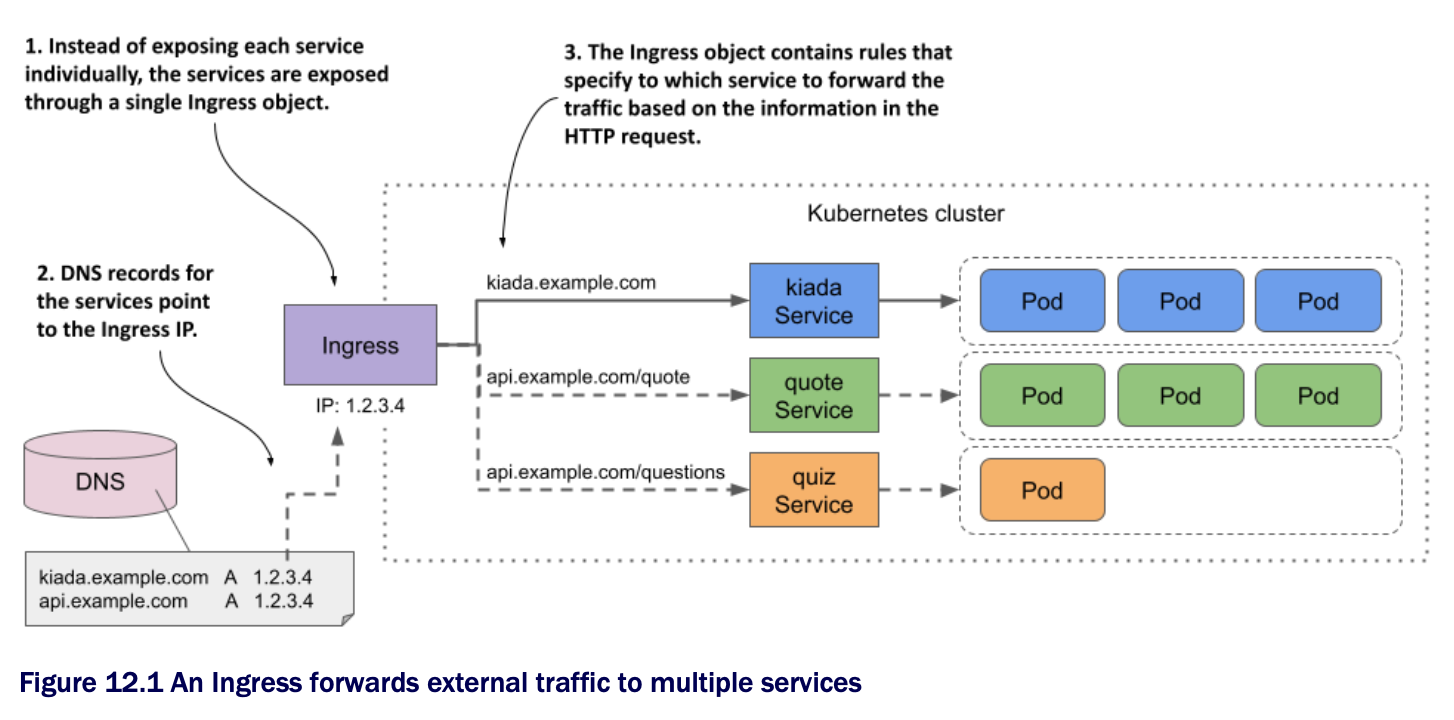 1. Instead of exposing each service
individually, the services are exposed
through a single Ingress object.
3. The Ingress object contains rules that
specify to which service to forward the
traffic based on the information in the
HTTP request.
Kubernetes cluster
2. DNS records for
the services point
to the Ingress IP.
kiada.example.com
kiada
Service
Pod
Pod
Pod
Ingress
IP: 1.2.3.4
api.example.com/quote
quote
Service
Pod
Pod
Pod
api.example.com/questions
quiz
Service
Pod
DNS
kiada.example.com A 1.2.3.4
api.example.com A 1.2.3.4
Figure 12.1 An Ingress forwards external traffic to multiple services